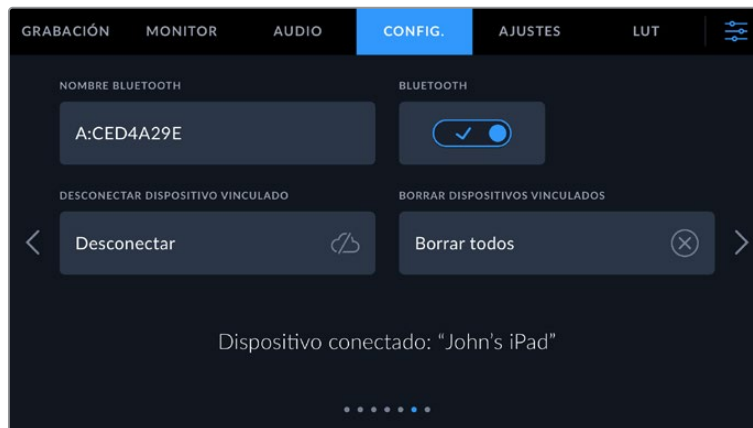 GRABACIÓN MONITOR AUDIO CONFIG. AJUSTES LUT
NOMBRE BLUETOOTH BLUETOOTH
A:CED4A29E
DESCONECTAR DISPOSITIVO VINCULADO BORRAR DISPOSITIVOS VINCULADOS
Desconectar Borrar todos
Dispositivo conectado: “John’s iPad”